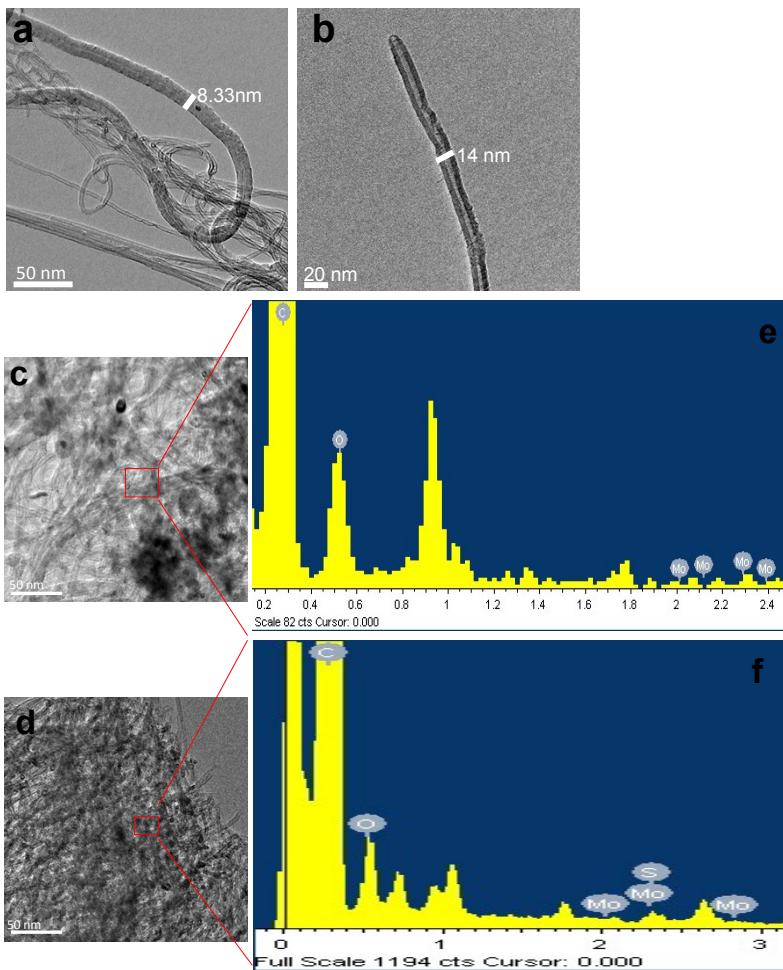 a
8.33nm
50 nm
b
14 nm
20 nm
c
50 nm
e
C
O
Mo Mo Mo Mo
0.2 0.4 0.6 0.8 1 1.2 1.4 1.6 1.8 2 2.2 2.4
Scale 82 cts Cursor: 0.000
d
50 nm
f
C
O
S
Mo Mo Mo
0 1 2 3
Full Scale 1194 cts Cursor: 0.000